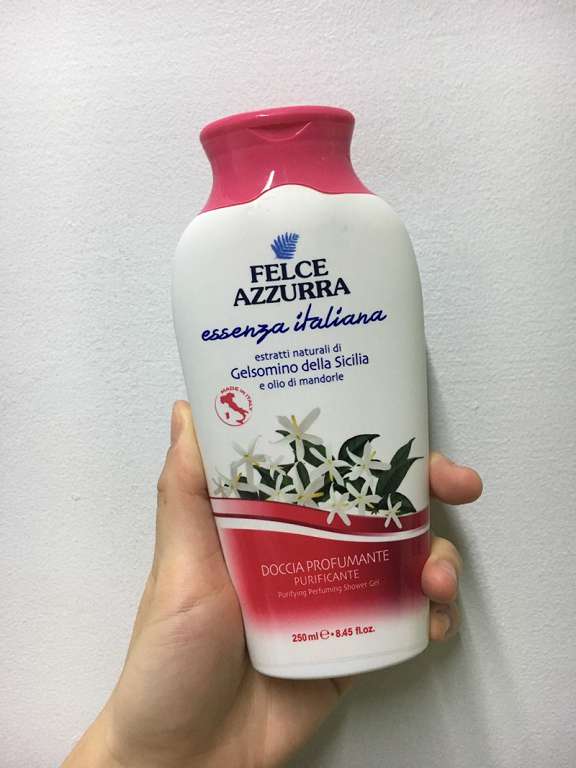 FELCE
AZZURRA
essenza italiana
estratti naturali di
Gelsomino della Sicilia
e olio di mandorle
MADE IN ITALY
DOCCIA PROFUMANTE
PURIFICANTE
Purifying Perfuming Shower Gel
250 ml e • 8.45 fl.oz.